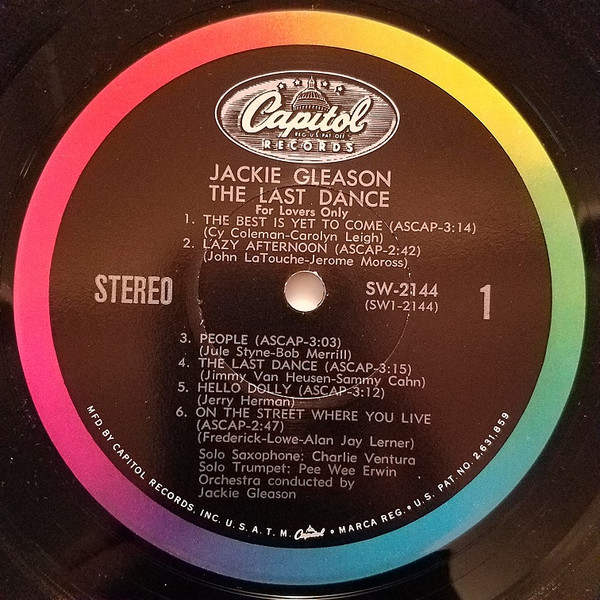 Capitol
REG. U.S. PAT. OFF.
RECORDS
JACKIE GLEASON
THE LAST DANCE
For Lovers Only
1. THE BEST IS YET TO COME (ASCAP-3:14)
(Cy Coleman-Carolyn Leigh)
2. LAZY AFTERNOON (ASCAP-2:42)
(John LaTouche-Jerome Moross)
STEREO
SW-2144
(SW1-2144)
1
3. PEOPLE (ASCAP-3:03)
(Jule Styne-Bob Merrill)
4. THE LAST DANCE (ASCAP-3:15)
(Jimmy Van Heusen-Sammy Cahn)
5. HELLO DOLLY (ASCAP-3:12)
(Jerry Herman)
6. ON THE STREET WHERE YOU LIVE
(ASCAP-2:47)
(Frederick-Lowe-Alan Jay Lerner)
Solo Saxophone: Charlie Ventura
Solo Trumpet: Pee Wee Erwin
Orchestra conducted by
Jackie Gleason
MFD. BY CAPITOL RECORDS, INC. U.S.A. T.M. Capitol • MARCA REG. • U.S. PAT. NO. 2,631,859